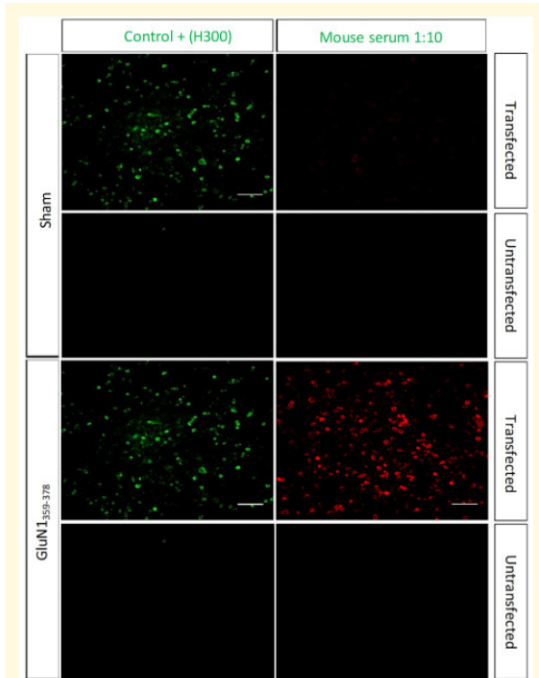 Control + (H300)
Mouse serum 1:10
Sham
Transfected
Untransfected
GluN1359-378
Transfected
Untransfected